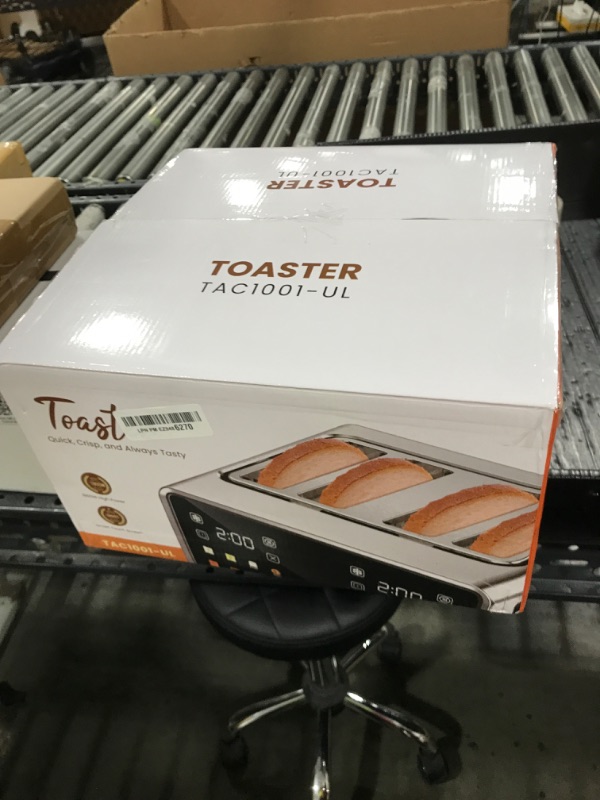 TOASTER
TAC1001-UL
TOASTER
TAC1001-UL
Toast
Quick, Crisp, and Always Tasty
2:00
2:00
TAC1001-UL